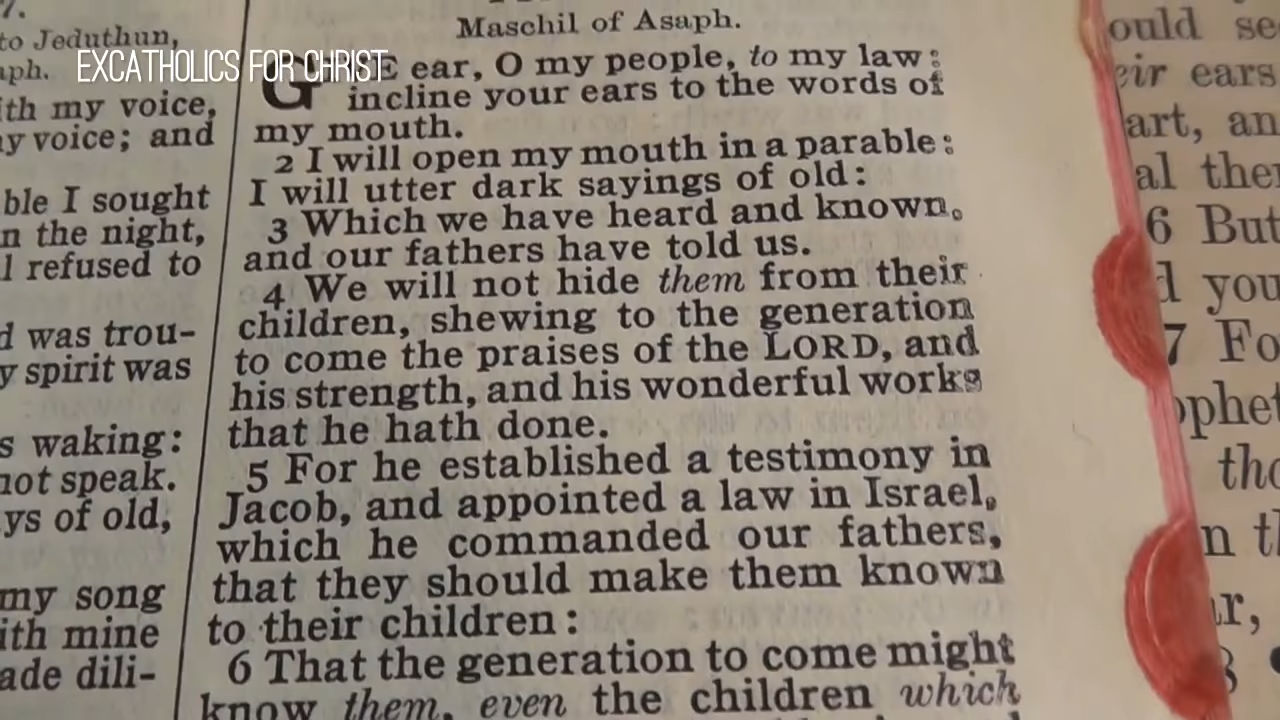 7.
to Jeduthun,
aph.
ith my voice,
y voice; and
ble I sought
n the night,
l refused to
d was trou-
y spirit was
s waking:
not speak.
ys of old,
my song
ith mine
ade dili-
EXCATHOLICS FOR CHRIST
Maschil of Asaph.
GIVE ear, O my people, to my law:
incline your ears to the words of
my mouth.
2 I will open my mouth in a parable:
I will utter dark sayings of old:
3 Which we have heard and known,
and our fathers have told us.
4 We will not hide them from their
children, shewing to the generation
to come the praises of the LORD, and
his strength, and his wonderful works
that he hath done.
5 For he established a testimony in
Jacob, and appointed a law in Israel,
which he commanded our fathers,
that they should make them known
to their children:
6 That the generation to come might
know them, even the children which
ould se
eir ears
art, an
al the
6 But
d you
7 Fo
ophet
tho
n th
r,
8